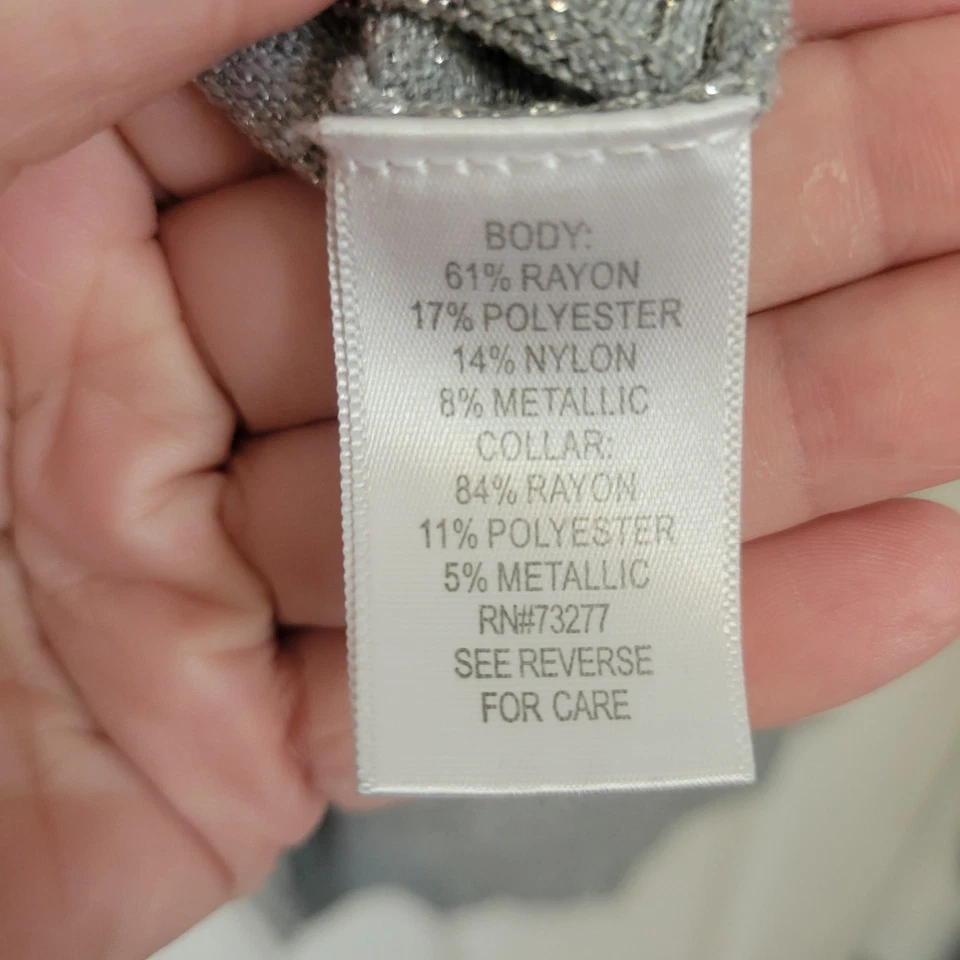 BODY:
61% RAYON
17% POLYESTER
14% NYLON
8% METALLIC
COLLAR:
84% RAYON
11% POLYESTER
5% METALLIC
RN#73277
SEE REVERSE
FOR CARE